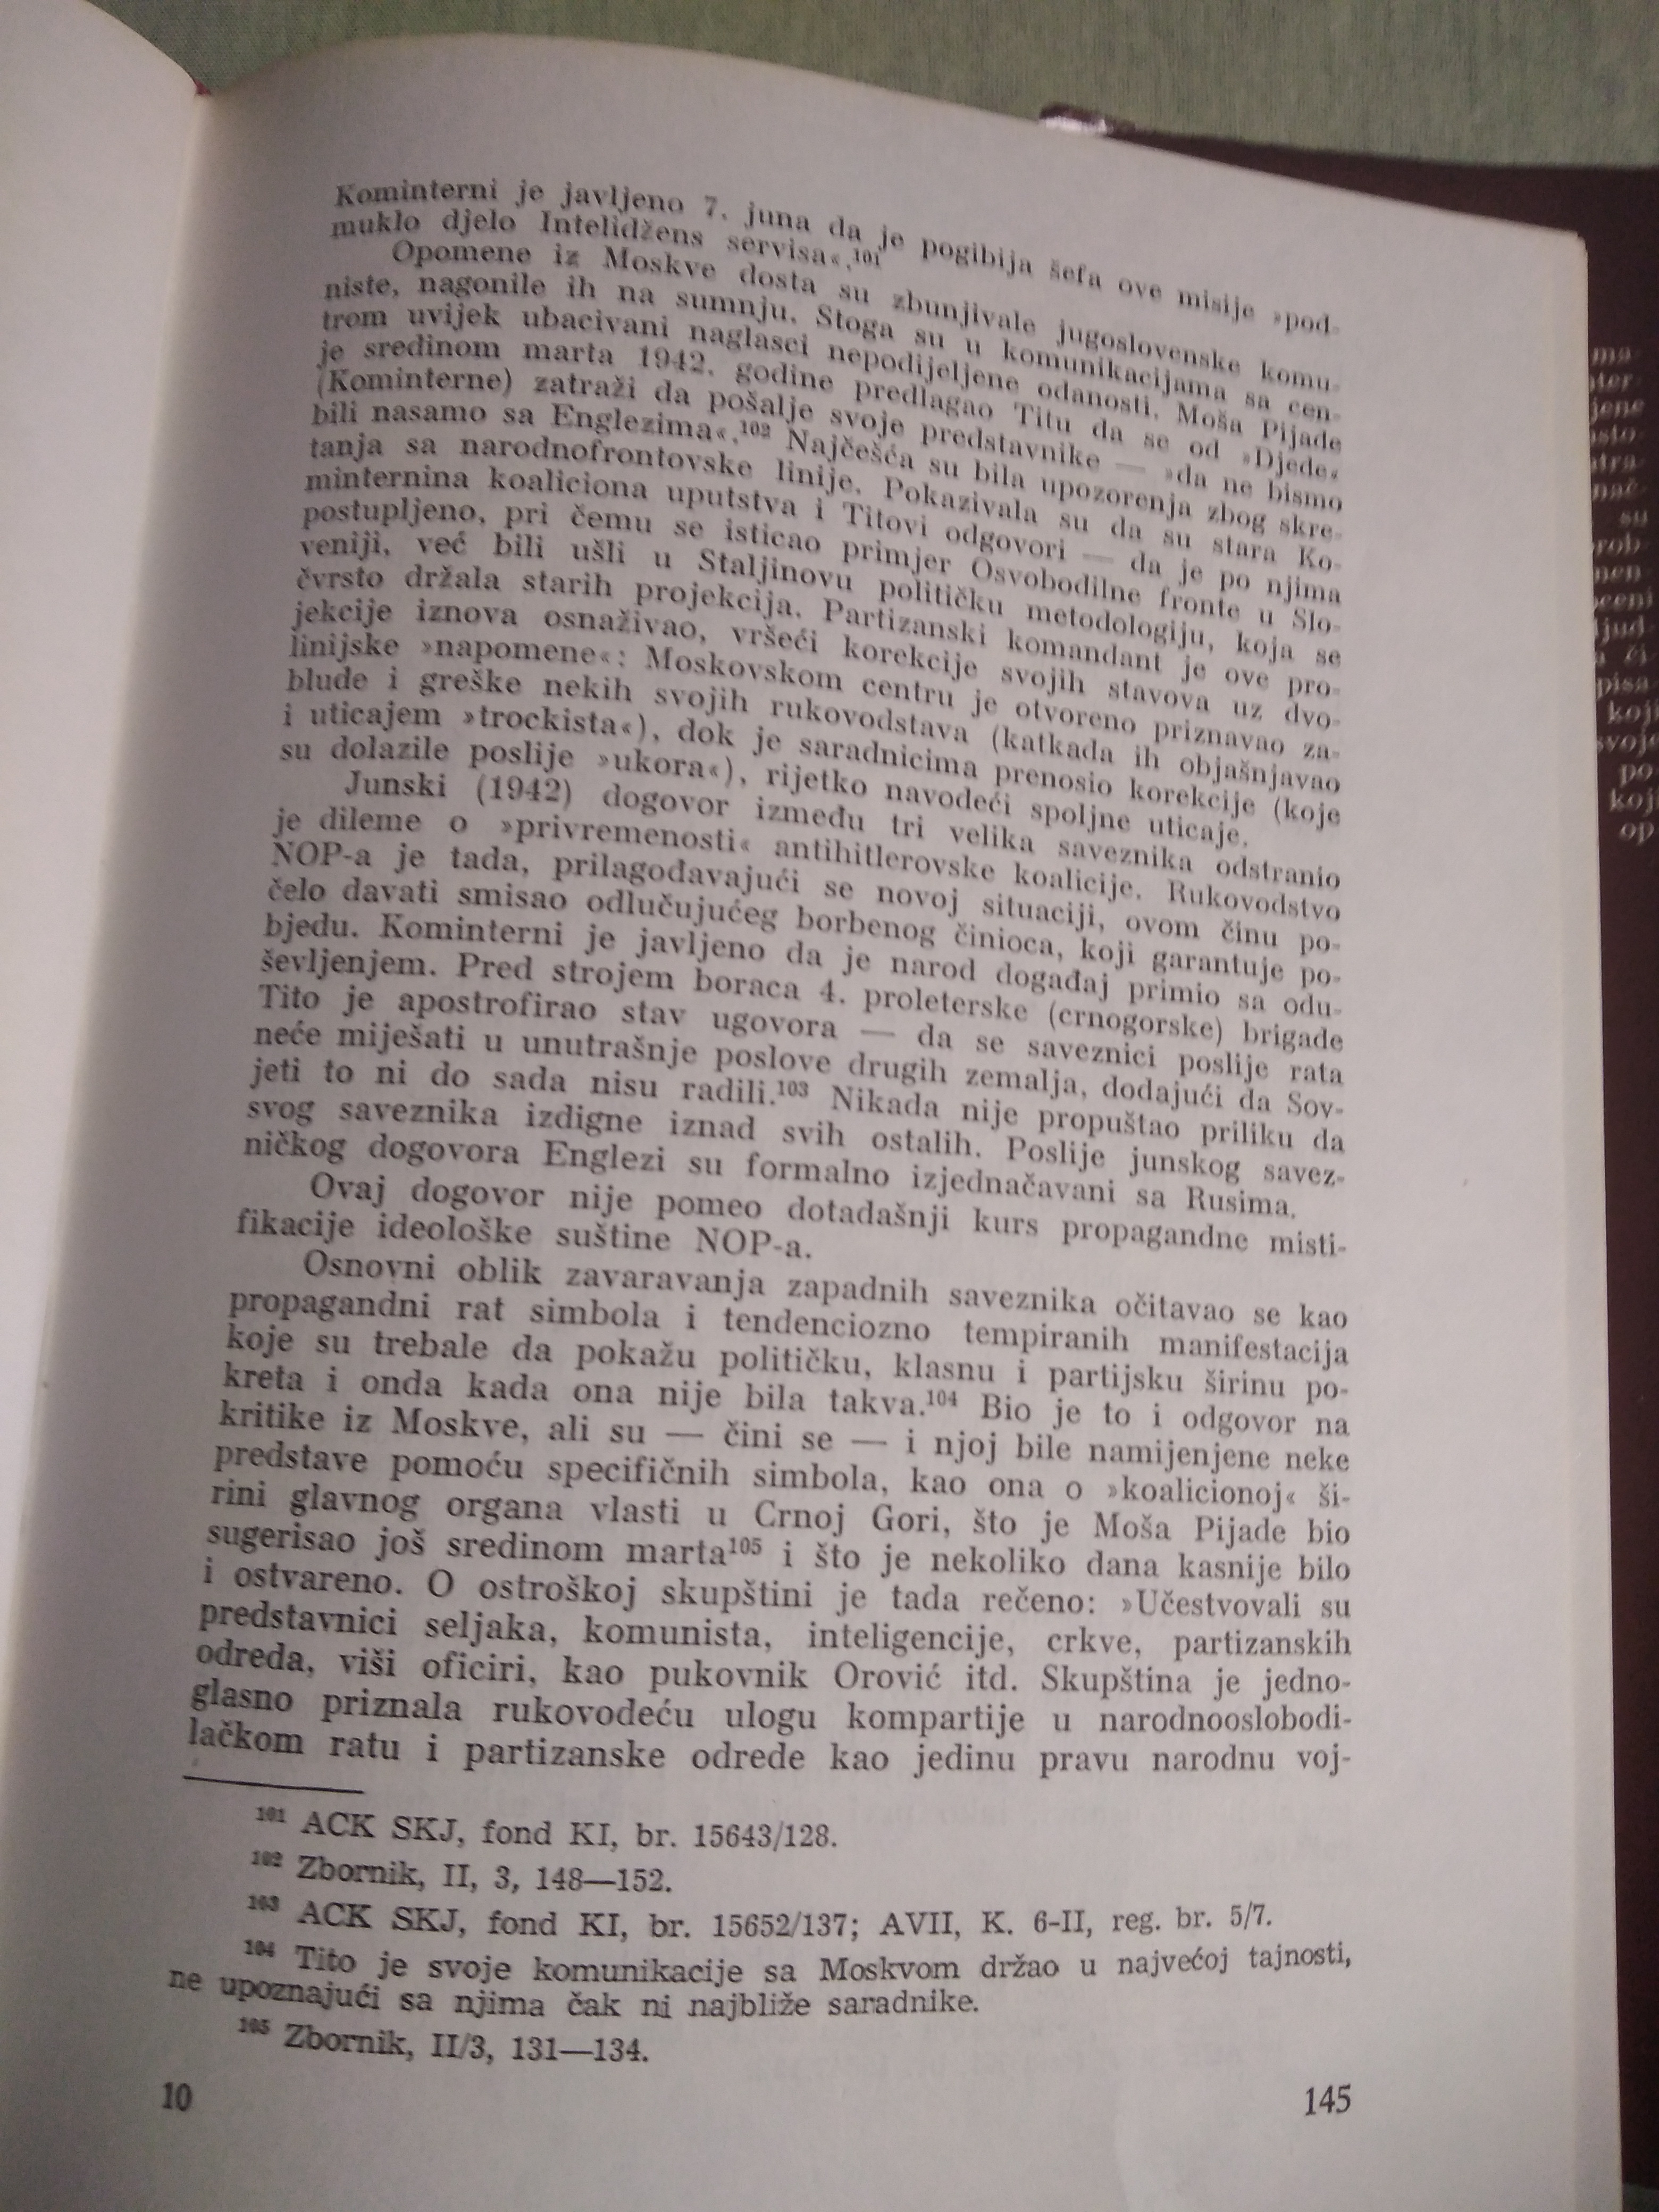 Kominterni je javljeno 7. juna da je pogibija šefa ove misije »pod-
muklo djelo Intelidžens servisa«.¹⁰¹
Opomene iz Moskve dosta su zbunjivale jugoslovenske komu-
niste, nagonile ih na sumnju. Stoga su u komunikacijama sa cen-
trom uvijek ubacivani naglasci nepodijeljene odanosti. Moša Pijade
je sredinom marta 1942. godine predlagao Titu da se od »Djede«
(Kominterne) zatraži da pošalje svoje predstavnike — »da ne bismo
bili nasamo sa Englezima«.¹⁰² Najčešća su bila upozorenja zbog skre-
tanja sa narodnofrontovske linije. Pokazivala su da su stara Ko-
minternina koaliciona uputstva i Titovi odgovori — da je po njima
postupljeno, pri čemu se isticao primjer Osvobodilne fronte u Slo-
veniji, već bili ušli u Staljinovu političku metodologiju, koja se
čvrsto držala starih projekcija. Partizanski komandant je ove pro-
jekcije iznova osnaživao, vršeći korekcije svojih stavova uz dvo-
linijske »napomene«: Moskovskom centru je otvoreno priznavao za-
blude i greške nekih svojih rukovodstava (katkada ih objašnjavao
i uticajem »trockista«), dok je saradnicima prenosio korekcije (koje
su dolazile poslije »ukora«), rijetko navodeći spoljne uticaje.
Junski (1942) dogovor između tri velika saveznika odstranio
je dileme o »privremenosti« antihitlerovske koalicije. Rukovodstvo
NOP-a je tada, prilagođavajući se novoj situaciji, ovom činu po-
čelo davati smisao odlučujućeg borbenog činioca, koji garantuje po-
bjedu. Kominterni je javljeno da je narod događaj primio sa odu-
ševljenjem. Pred strojem boraca 4. proleterske (crnogorske) brigade
Tito je apostrofirao stav ugovora — da se saveznici poslije rata
neće miješati u unutrašnje poslove drugih zemalja, dodajući da Sov-
jeti to ni do sada nisu radili.¹⁰³ Nikada nije propuštao priliku da
svog saveznika izdigne iznad svih ostalih. Poslije junskog savez-
ničkog dogovora Englezi su formalno izjednačavani sa Rusima.
Ovaj dogovor nije pomeo dotadašnji kurs propagandne misti-
fikacije ideološke suštine NOP-a.
Osnovni oblik zavaravanja zapadnih saveznika očitavao se kao
propagandni rat simbola i tendenciozno tempiranih manifestacija
koje su trebale da pokažu političku, klasnu i partijsku širinu po-
kreta i onda kada ona nije bila takva.¹⁰⁴ Bio je to i odgovor na
kritike iz Moskve, ali su — čini se — i njoj bile namijenjene neke
predstave pomoću specifičnih simbola, kao ona o »koalicionoj« ši-
rini glavnog organa vlasti u Crnoj Gori, što je Moša Pijade bio
sugerisao još sredinom marta¹⁰⁵ i što je nekoliko dana kasnije bilo
i ostvareno. O ostroškoj skupštini je tada rečeno: »Učestvovali su
predstavnici seljaka, komunista, inteligencije, crkve, partizanskih
odreda, viši oficiri, kao pukovnik Orović itd. Skupština je jedno-
glasno priznala rukovodeću ulogu kompartije u narodnooslobodi-
lačkom ratu i partizanske odrede kao jedinu pravu narodnu voj-
¹⁰¹ ACK SKJ, fond KI, br. 15643/128.
¹⁰² Zbornik, II, 3, 148—152.
¹⁰³ ACK SKJ, fond KI, br. 15652/137; AVII, K. 6-II, reg. br. 5/7.
¹⁰⁴ Tito je svoje komunikacije sa Moskvom držao u najvećoj tajnosti,
ne upoznajući sa njima čak ni najbliže saradnike.
¹⁰⁵ Zbornik, II/3, 131—134.
10
145